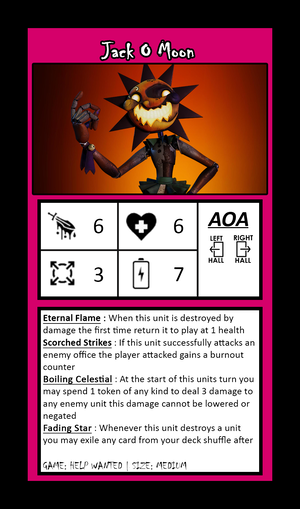 Jack O Moon
6
6
AOA
LEFT HALL
RIGHT HALL
3
7
Eternal Flame : When this unit is destroyed by
damage the first time return it to play at 1 health
Scorched Strikes : If this unit successfully attacks an
enemy office the player attacked gains a burnout
counter
Boiling Celestial : At the start of this units turn you
may spend 1 token of any kind to deal 3 damage to
any enemy unit this damage cannot be lowered or
negated
Fading Star : Whenever this unit destroys a unit
you may exile any card from your deck shuffle after
GAME: HELP WANTED | SIZE: MEDIUM